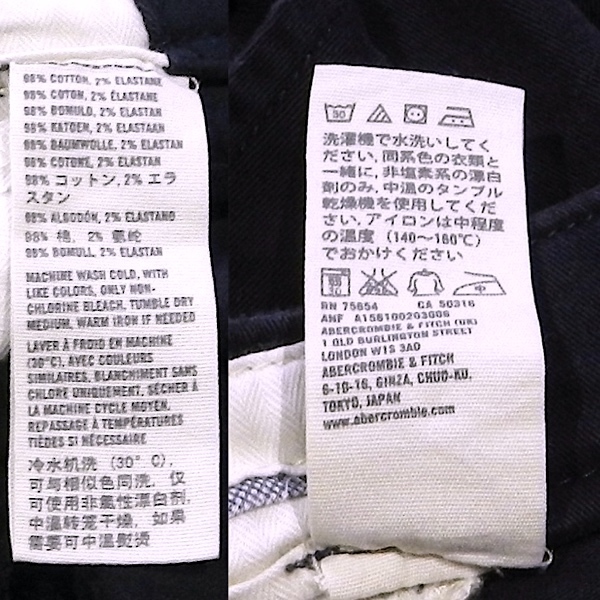 98% COTTON, 2% ELASTANE
98% COTON, 2% ÉLASTANE
98% BOMULD, 2% ELASTAN
98% KATOEN, 2% ELASTAAN
98% BAUMWOLLE, 2% ELASTAN
98% COTONE, 2% ELASTAN
98% コットン, 2% エラ
スタン
98% ALGODÓN, 2% ELASTANO
98% 棉, 2% 氨纶
98% BOMULL, 2% ELASTAN
MACHINE WASH COLD, WITH
LIKE COLORS, ONLY NON-
CHLORINE BLEACH, TUMBLE DRY
MEDIUM, WARM IRON IF NEEDED
LAVER À FROID EN MACHINE
(30°C), AVEC COULEURS
SIMILAIRES, BLANCHIMENT SANS
CHLORE UNIQUEMENT, SÉCHER À
LA MACHINE CYCLE MOYEN,
REPASSAGE À TEMPÉRATURES
TIÈDES SI NÉCESSAIRE
冷水机洗 (30° C),
可与相似色同洗, 仅
可使用非氯性漂白剂,
中温转笼干燥, 如果
需要可中温熨烫
30
洗濯機で水洗いしてく
ださい, 同系色の衣類と
一緒に, 非塩素系の漂白
剤のみ, 中温のタンブル
乾燥機を使用してくだ
さい, アイロンは中程度
の温度 (140〜160℃)
でおかけください
30 中
RN 75654 CA 50316
ANF A156100203006
ABERCROMBIE & FITCH (UK)
1 OLD BURLINGTON STREET
LONDON W1S 3AD
ABERCROMBIE & FITCH
6-10-16, GINZA, CHUO-KU,
TOKYO, JAPAN
www.abercrombie.com